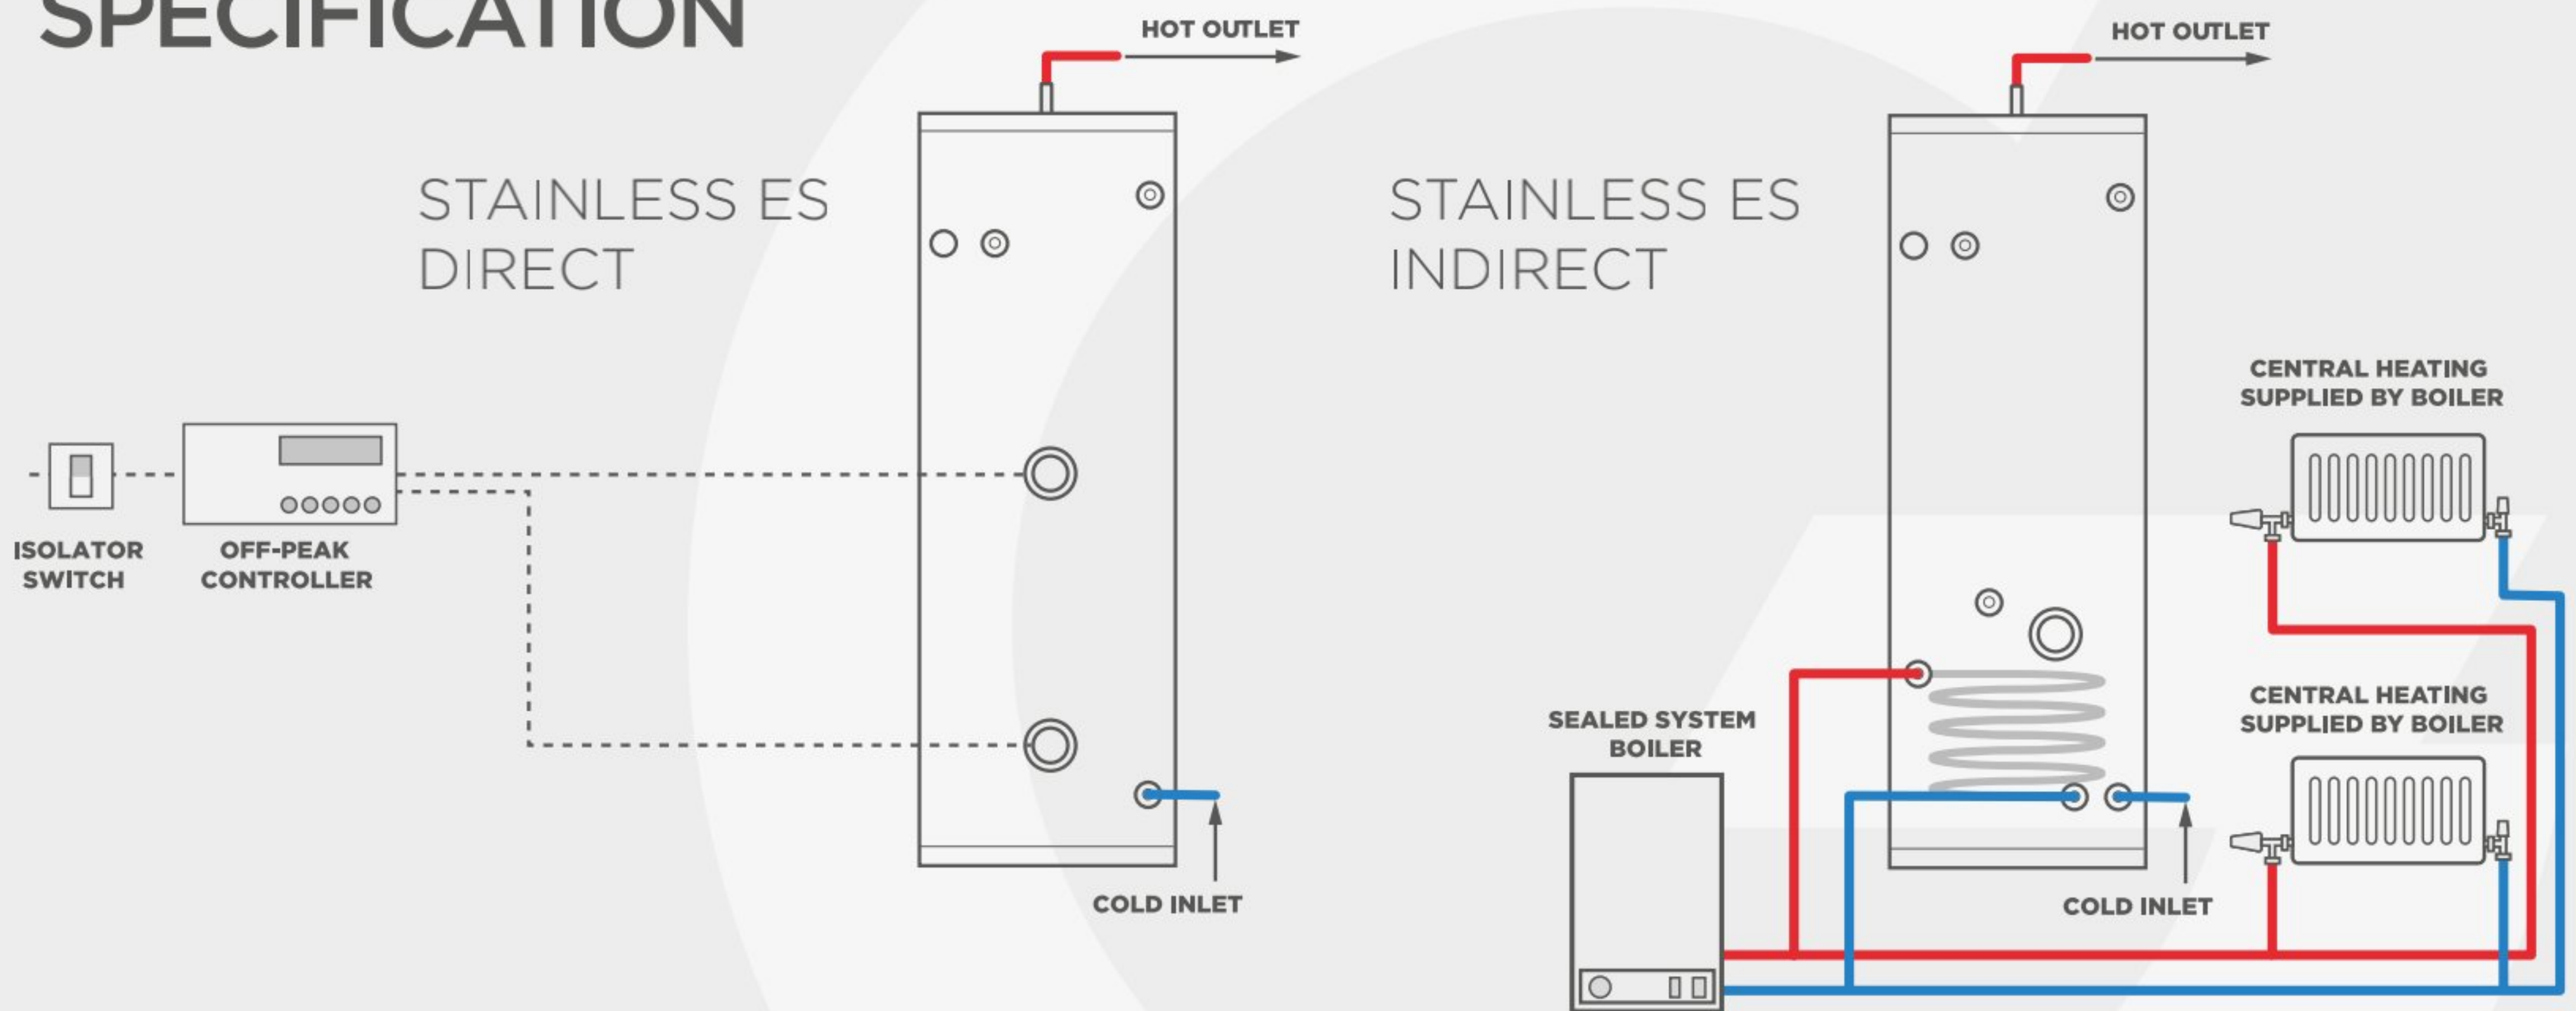 SPECIFICATION
HOT OUTLET
STAINLESS ES
DIRECT
ISOLATOR
SWITCH
OFF-PEAK
CONTROLLER
COLD INLET
HOT OUTLET
STAINLESS ES
INDIRECT
CENTRAL HEATING
SUPPLIED BY BOILER
SEALED SYSTEM
BOILER
CENTRAL HEATING
SUPPLIED BY BOILER
COLD INLET